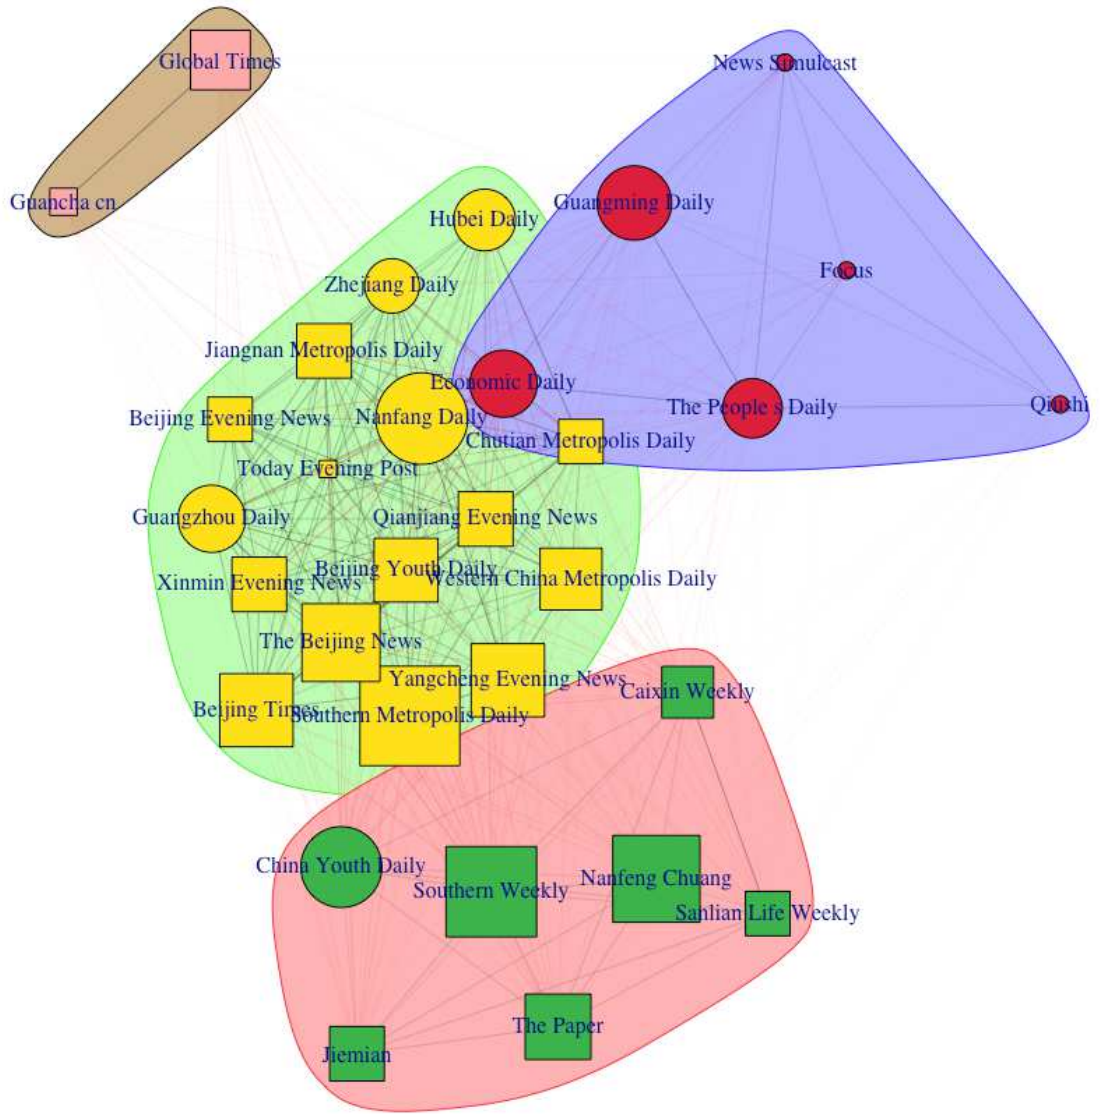 Global Times
News Simulcast
Guancha cn
Guangming Daily
Hubei Daily
Focus
Zhejiang Daily
Jiangnan Metropolis Daily
Economic Daily
The People s Daily
Qiushi
Beijing Evening News
Nanfang Daily
Chutian Metropolis Daily
Today Evening Post
Guangzhou Daily
Qianjiang Evening News
Beijing Youth Daily
Western China Metropolis Daily
Xinmin Evening News
The Beijing News
Yangcheng Evening News
Caixin Weekly
Beijing Times
Southern Metropolis Daily
China Youth Daily
Southern Weekly
Nanfeng Chuang
Sanlian Life Weekly
The Paper
Jiemian